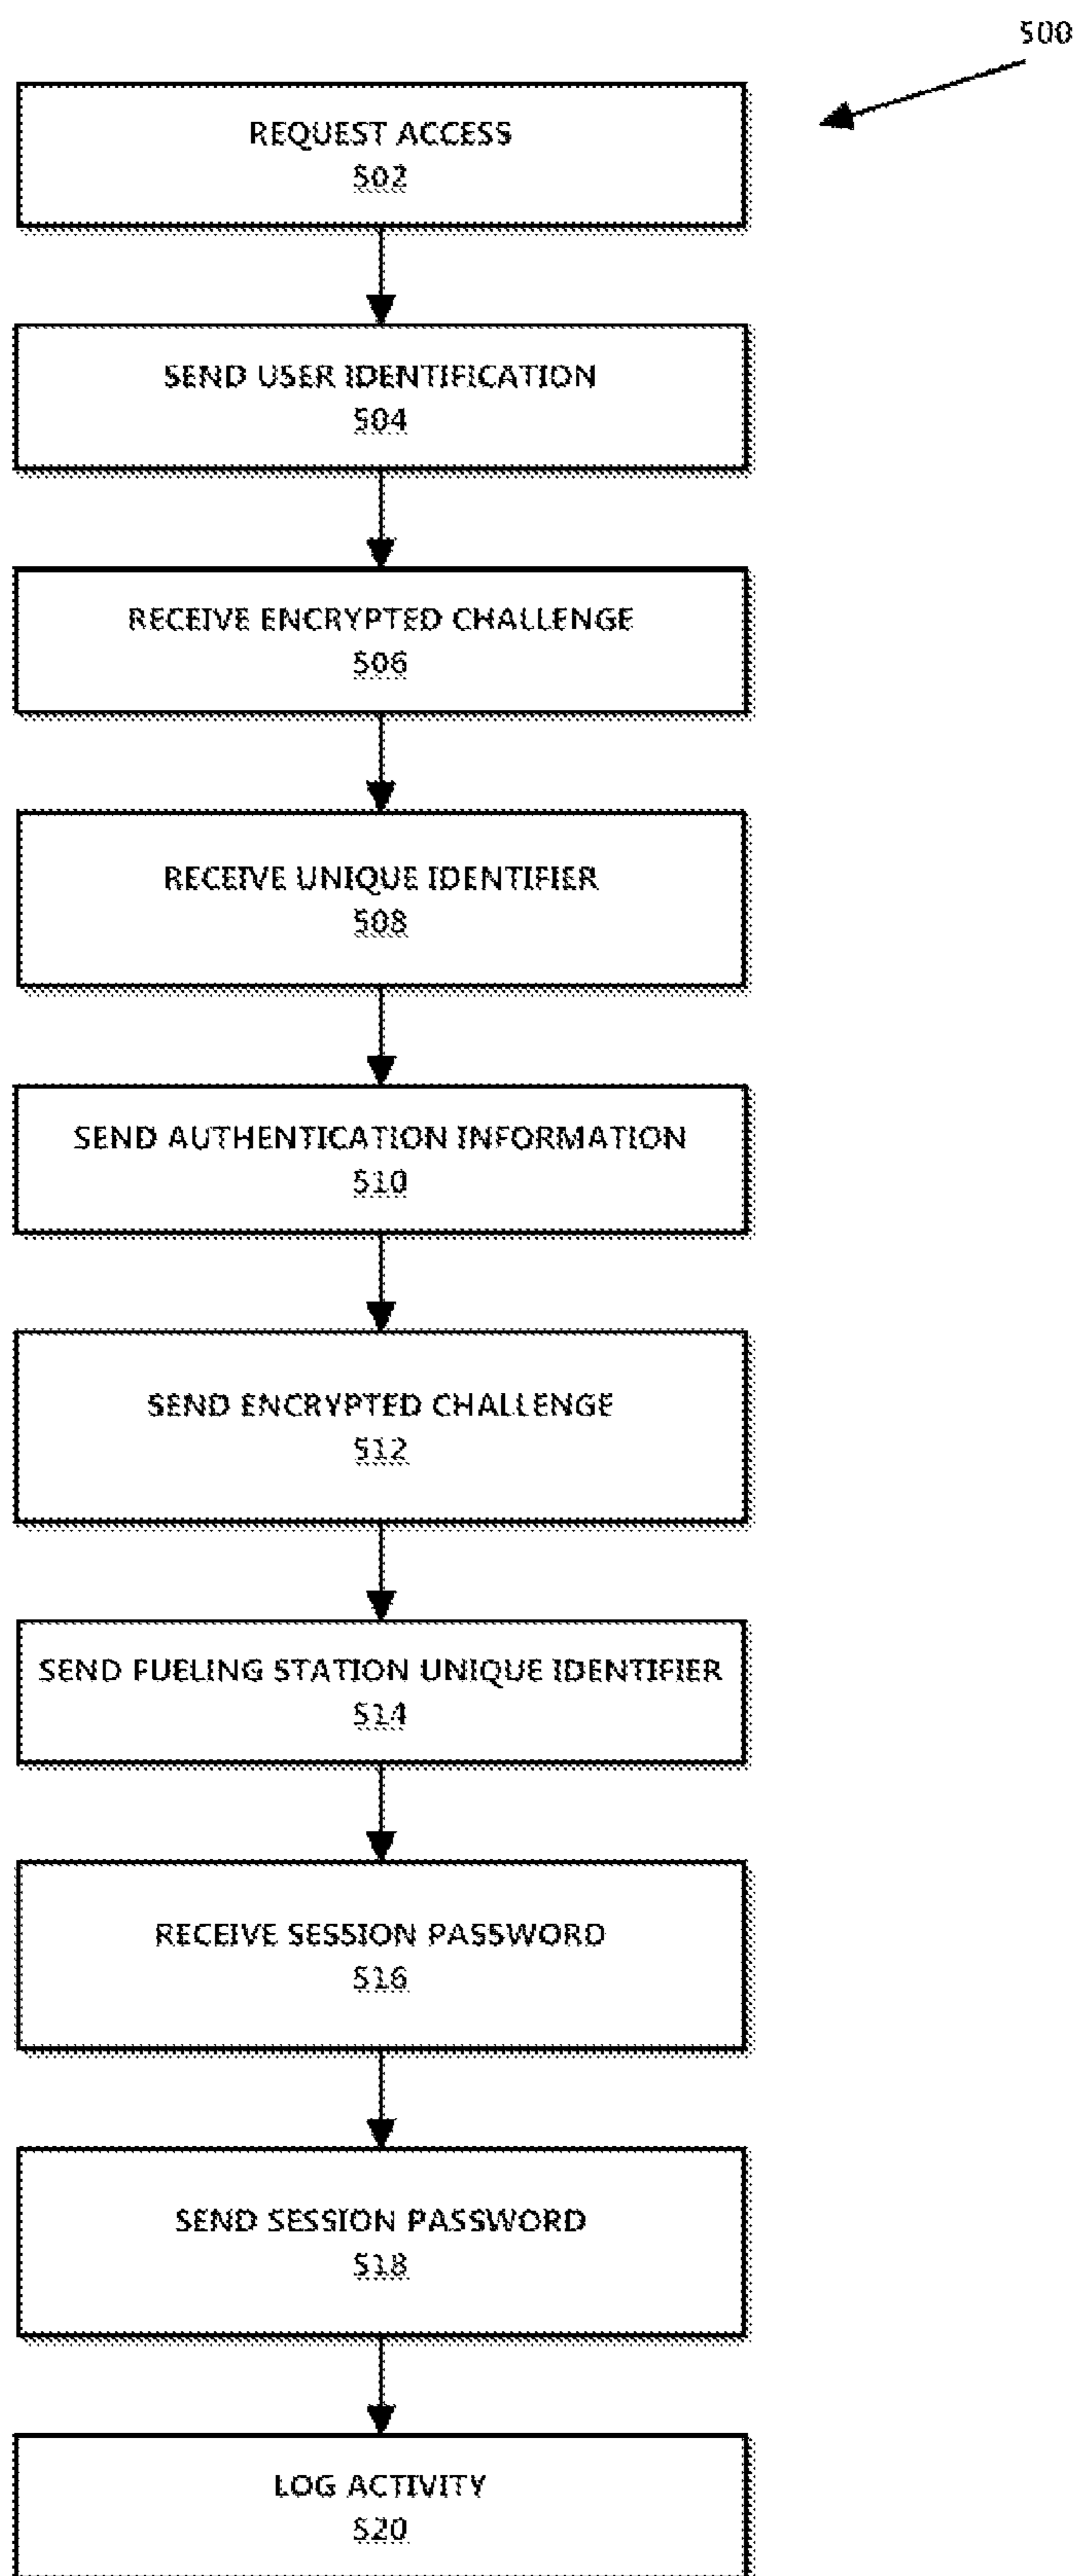 500
REQUEST ACCESS
502
SEND USER IDENTIFICATION
504
RECEIVE ENCRYPTED CHALLENGE
506
RECEIVE UNIQUE IDENTIFIER
508
SEND AUTHENTICATION INFORMATION
510
SEND ENCRYPTED CHALLENGE
512
SEND FUELING STATION UNIQUE IDENTIFIER
514
RECEIVE SESSION PASSWORD
516
SEND SESSION PASSWORD
518
LOG ACTIVITY
520